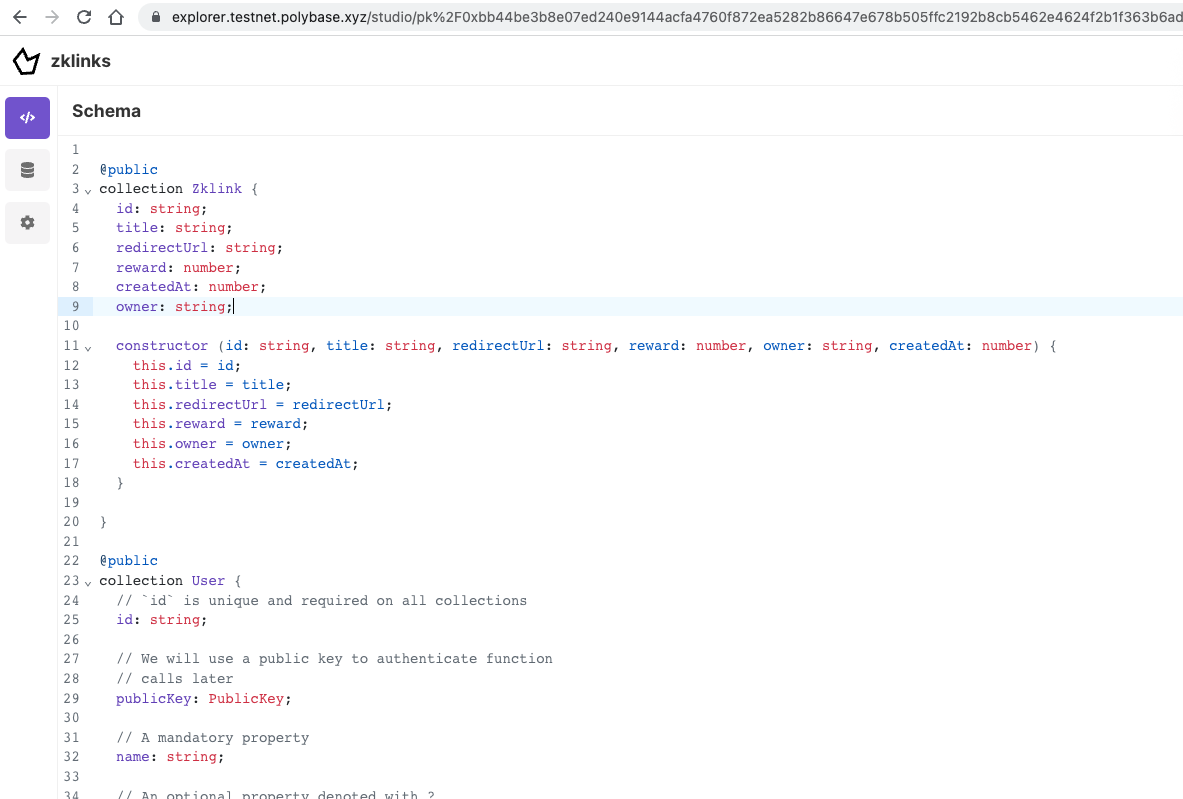 explorer.testnet.polybase.xyz/studio/pk%2F0xbb44be3b8e07ed240e9144acfa4760f872ea5282b86647e678b505ffc2192b8cb5462e4624f2b1f363b6ad
zklinks
</>
Schema
1
2 @public
3 collection Zklink {
4 id: string;
5 title: string;
6 redirectUrl: string;
7 reward: number;
8 createdAt: number;
9 owner: string;
10
11 constructor (id: string, title: string, redirectUrl: string, reward: number, owner: string, createdAt: number) {
12 this.id = id;
13 this.title = title;
14 this.redirectUrl = redirectUrl;
15 this.reward = reward;
16 this.owner = owner;
17 this.createdAt = createdAt;
18 }
19
20 }
21
22 @public
23 collection User {
24 // `id` is unique and required on all collections
25 id: string;
26
27 // We will use a public key to authenticate function
28 // calls later
29 publicKey: PublicKey;
30
31 // A mandatory property
32 name: string;
33
34 // An optional property denoted with ?